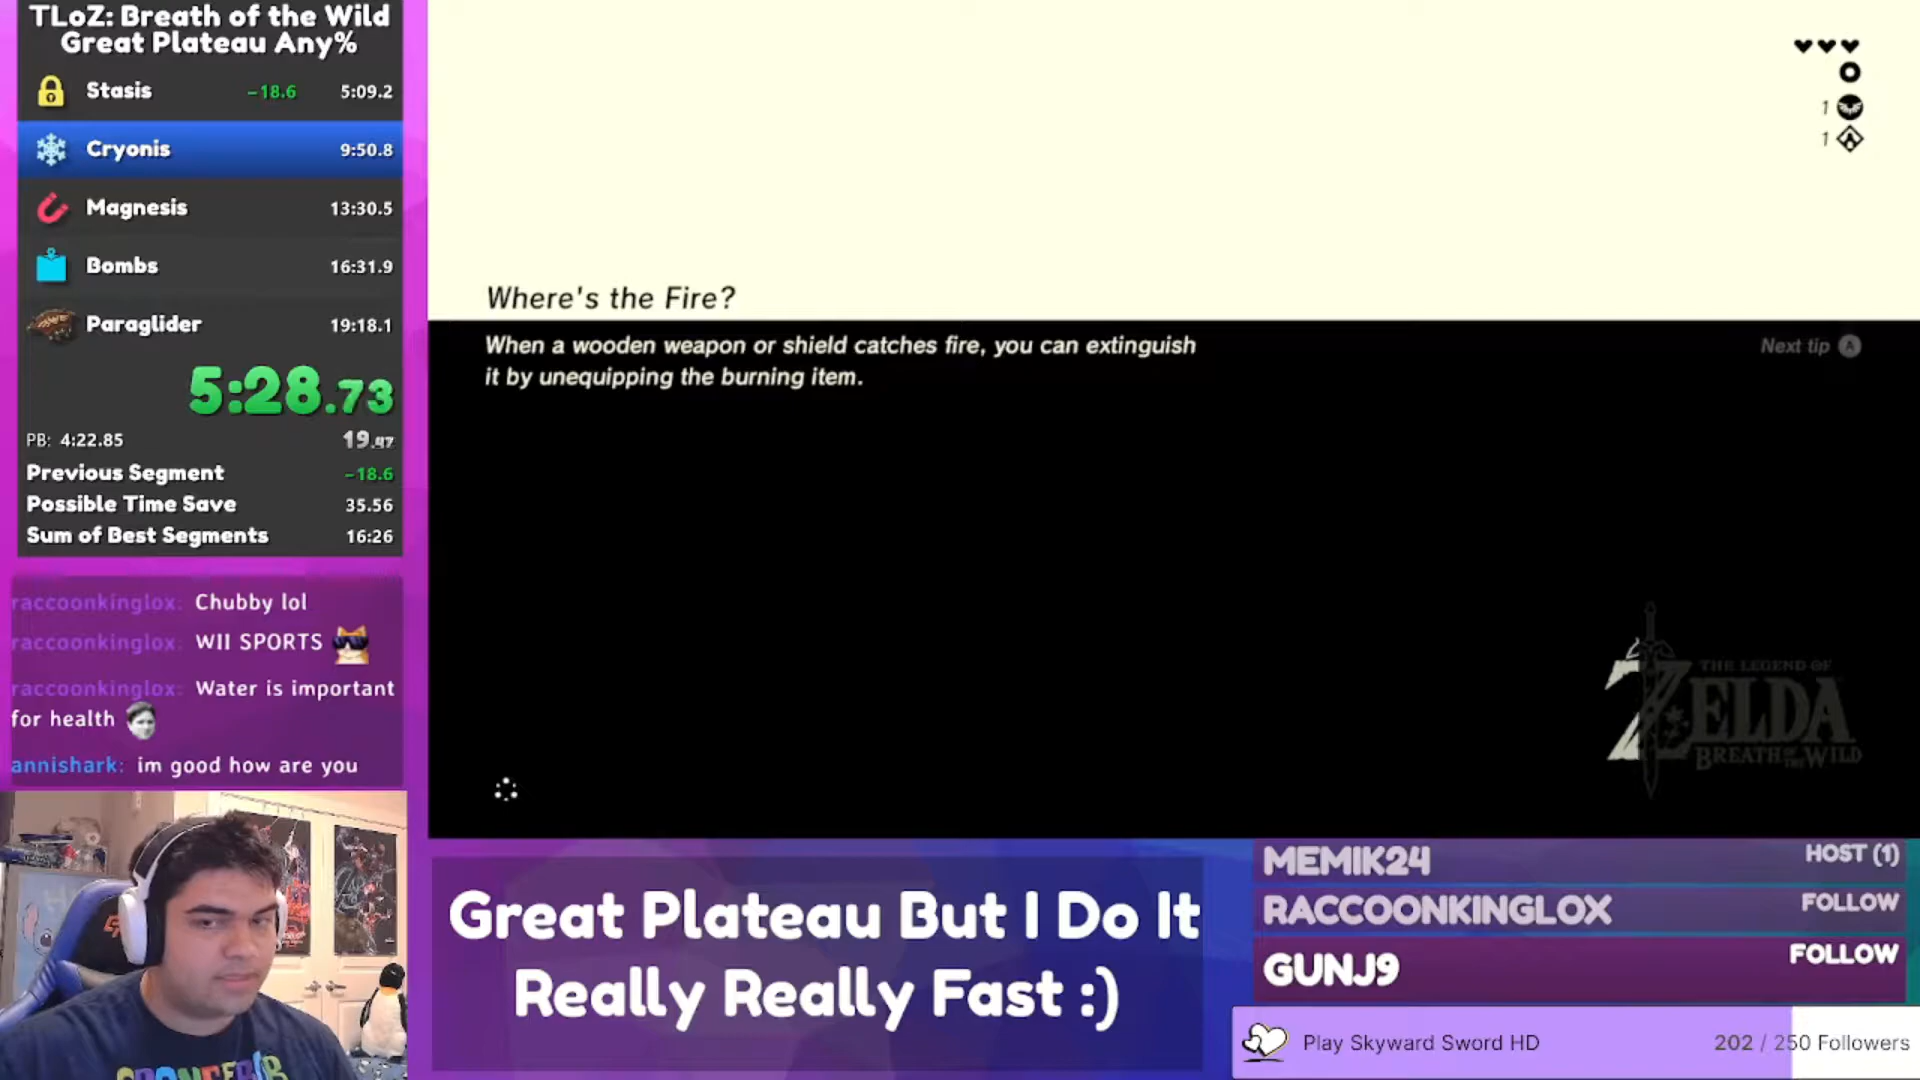 TLoZ: Breath of the Wild
Great Plateau Any%
Stasis -18.6 5:09.2
Cryonis 9:50.8
Magnesis 13:30.5
Bombs 16:31.9
Paraglider 19:18.1
5:28.73
PB: 4:22.85 19.47
Previous Segment -18.6
Possible Time Save 35.56
Sum of Best Segments 16:26
raccoonkinglox: Chubby lol
raccoonkinglox: WII SPORTS
raccoonkinglox: Water is important
for health
annishark: im good how are you
1
1
Where's the Fire?
When a wooden weapon or shield catches fire, you can extinguish
it by unequipping the burning item.
Next tip A
THE LEGEND OF
ZELDA
BREATH OF THE WILD
Great Plateau But I Do It
Really Really Fast :)
MEMIK24 HOST (1)
RACCOONKINGLOX FOLLOW
GUNJ9 FOLLOW
Play Skyward Sword HD 202 / 250 Followers